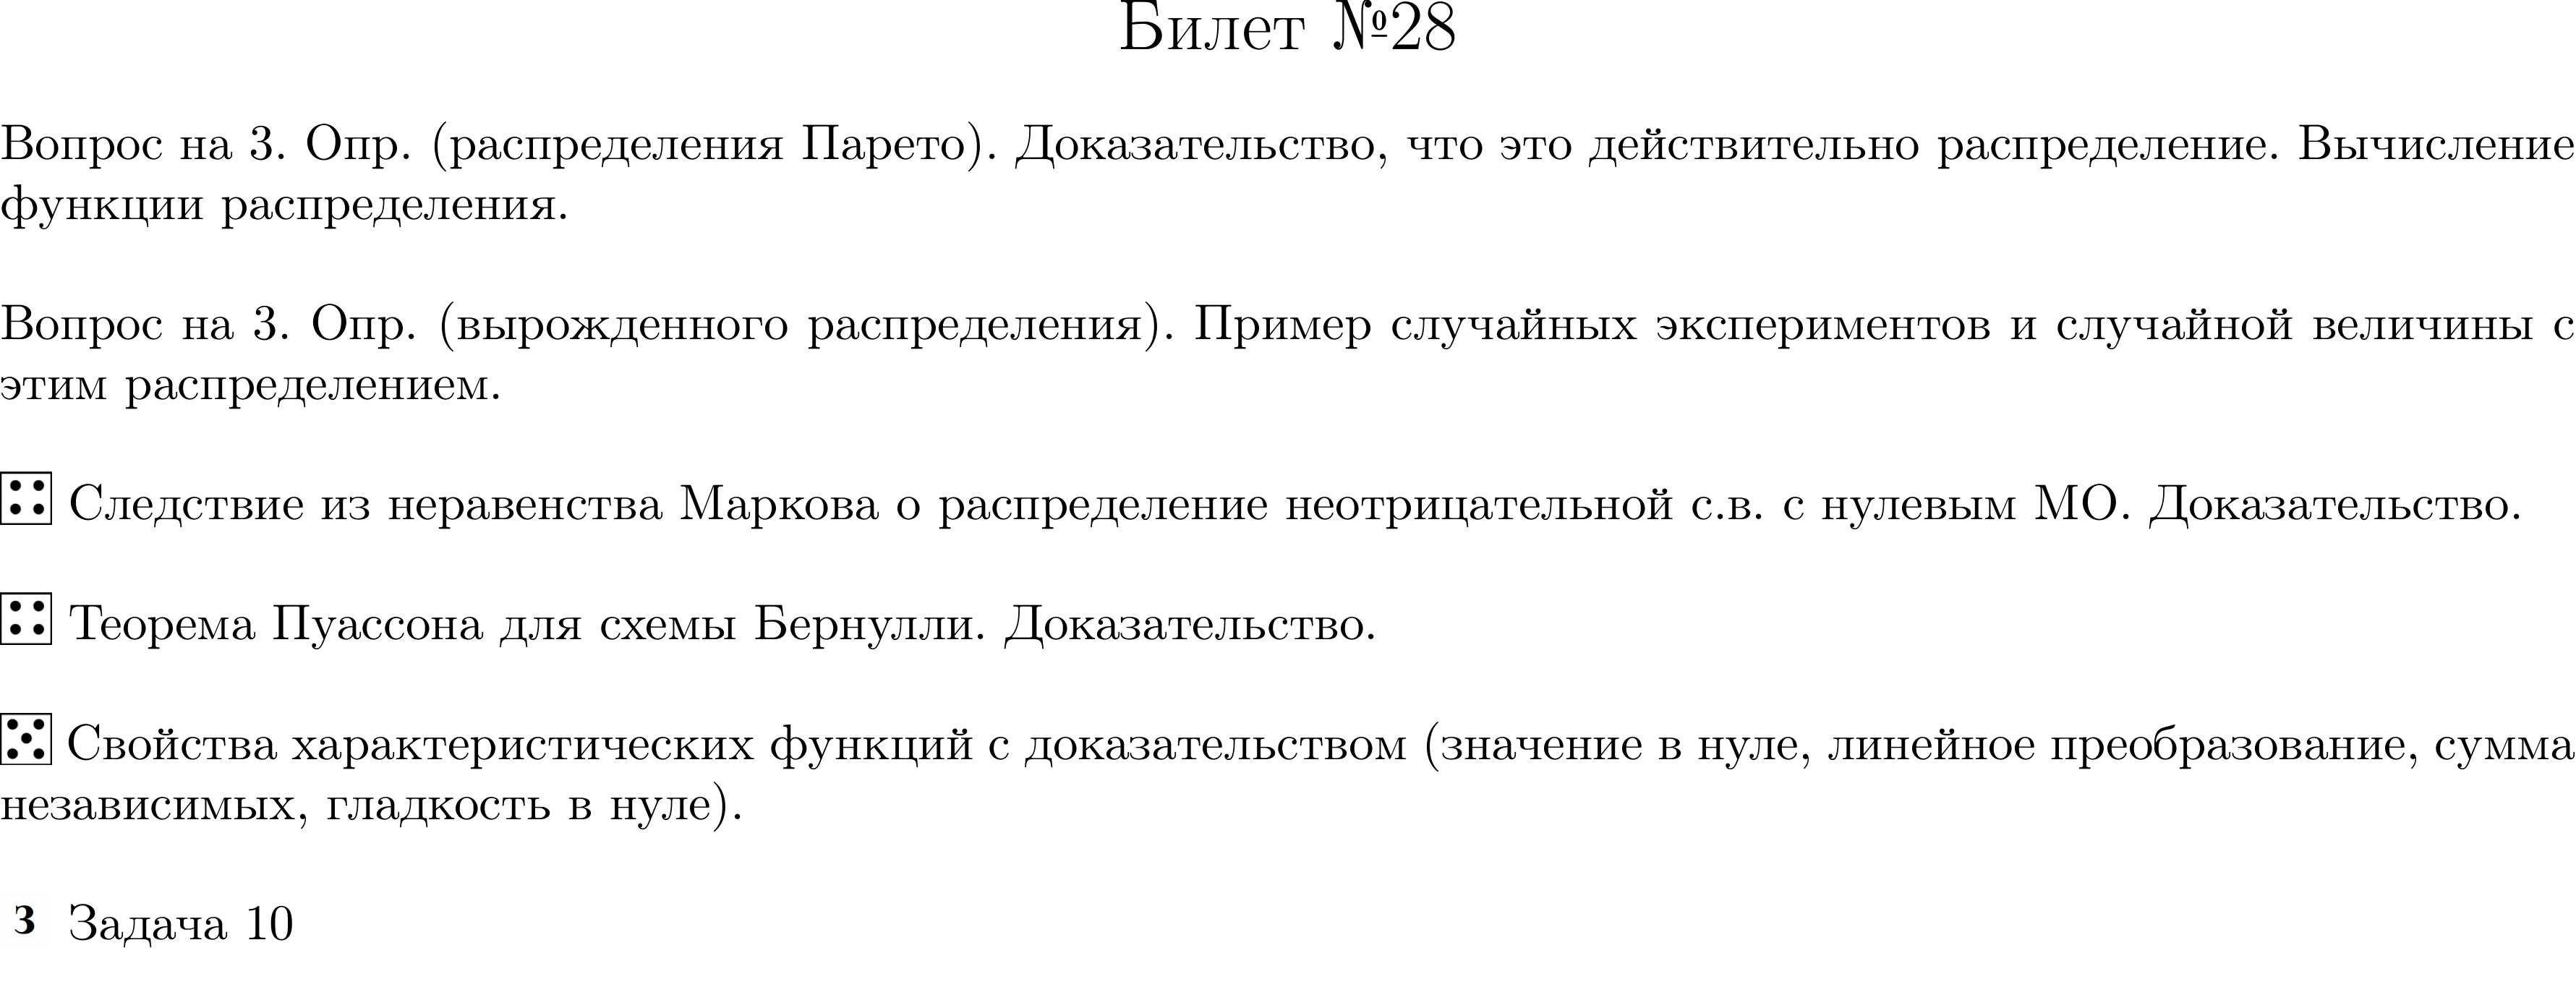 Билет №28
Вопрос на 3. Опр. (распределения Парето). Доказательство, что это действительно распределение. Вычисление
функции распределения.
Вопрос на 3. Опр. (вырожденного распределения). Пример случайных экспериментов и случайной величины с
этим распределением.
Следствие из неравенства Маркова о распределение неотрицательной с.в. с нулевым МО. Доказательство.
Теорема Пуассона для схемы Бернулли. Доказательство.
Свойства характеристических функций с доказательством (значение в нуле, линейное преобразование, сумма
независимых, гладкость в нуле).
З Задача 10